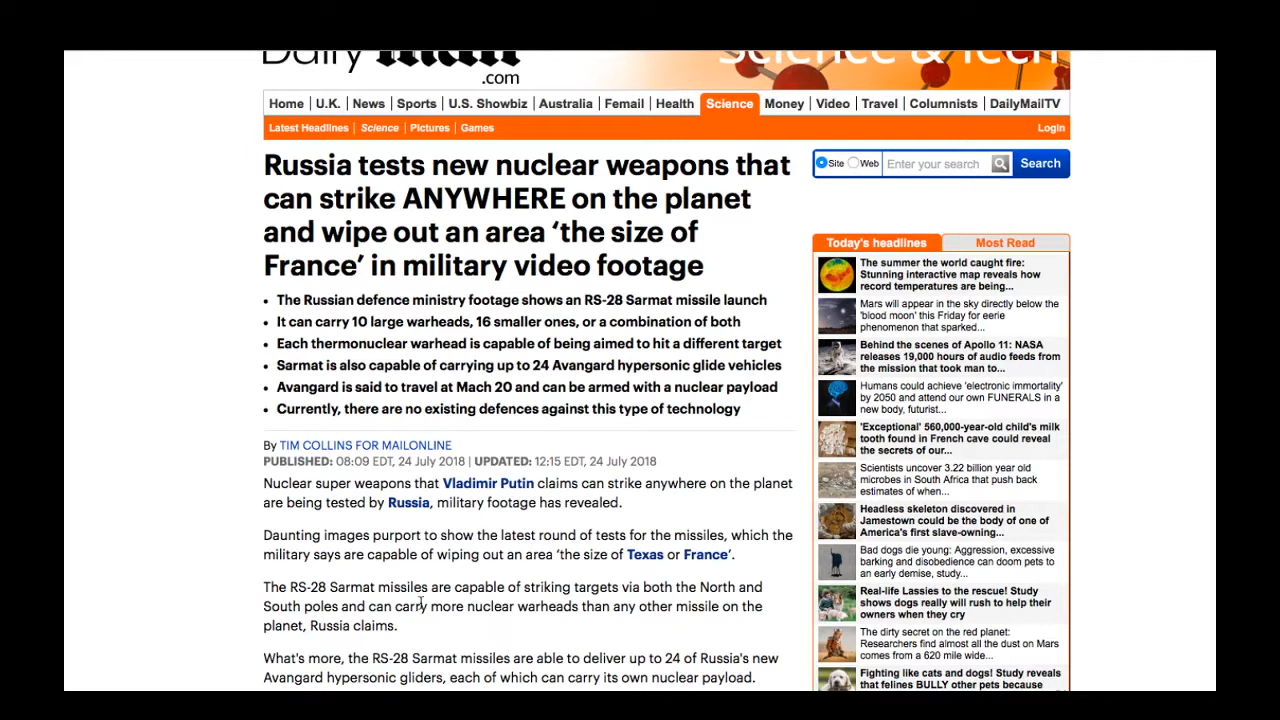 Daily Mail
.com
Science & Tech
Home U.K. News Sports U.S. Showbiz Australia Femail Health Science Money Video Travel Columnists DailyMailTV
Latest Headlines Science Pictures Games Login
Russia tests new nuclear weapons that
can strike ANYWHERE on the planet
and wipe out an area ‘the size of
France’ in military video footage
• The Russian defence ministry footage shows an RS-28 Sarmat missile launch
• It can carry 10 large warheads, 16 smaller ones, or a combination of both
• Each thermonuclear warhead is capable of being aimed to hit a different target
• Sarmat is also capable of carrying up to 24 Avangard hypersonic glide vehicles
• Avangard is said to travel at Mach 20 and can be armed with a nuclear payload
• Currently, there are no existing defences against this type of technology
By TIM COLLINS FOR MAILONLINE
PUBLISHED: 08:09 EDT, 24 July 2018 | UPDATED: 12:15 EDT, 24 July 2018
Nuclear super weapons that Vladimir Putin claims can strike anywhere on the planet
are being tested by Russia, military footage has revealed.
Daunting images purport to show the latest round of tests for the missiles, which the
military says are capable of wiping out an area ‘the size of Texas or France’.
The RS-28 Sarmat missiles are capable of striking targets via both the North and
South poles and can carry more nuclear warheads than any other missile on the
planet, Russia claims.
What's more, the RS-28 Sarmat missiles are able to deliver up to 24 of Russia's new
Avangard hypersonic gliders, each of which can carry its own nuclear payload.
Site Web Enter your search Search
Today's headlines Most Read
The summer the world caught fire:
Stunning interactive map reveals how
record temperatures are being...
Mars will appear in the sky directly below the
'blood moon' this Friday for eerie
phenomenon that sparked...
Behind the scenes of Apollo 11: NASA
releases 19,000 hours of audio feeds from
the mission that took man to...
Humans could achieve 'electronic immortality'
by 2050 and attend our own FUNERALS in a
new body, futurist...
'Exceptional' 560,000-year-old child's milk
tooth found in French cave could reveal
the secrets of our...
Scientists uncover 3.22 billion year old
microbes in South Africa that push back
estimates of when...
Headless skeleton discovered in
Jamestown could be the body of one of
America's first slave-owning...
Bad dogs die young: Aggression, excessive
barking and disobedience can doom pets to
an early demise, study...
Real-life Lassies to the rescue! Study
shows dogs really will rush to help their
owners when they cry
The dirty secret on the red planet:
Researchers find almost all the dust on Mars
comes from a 620 mile wide...
Fighting like cats and dogs! Study reveals
that felines BULLY other pets because